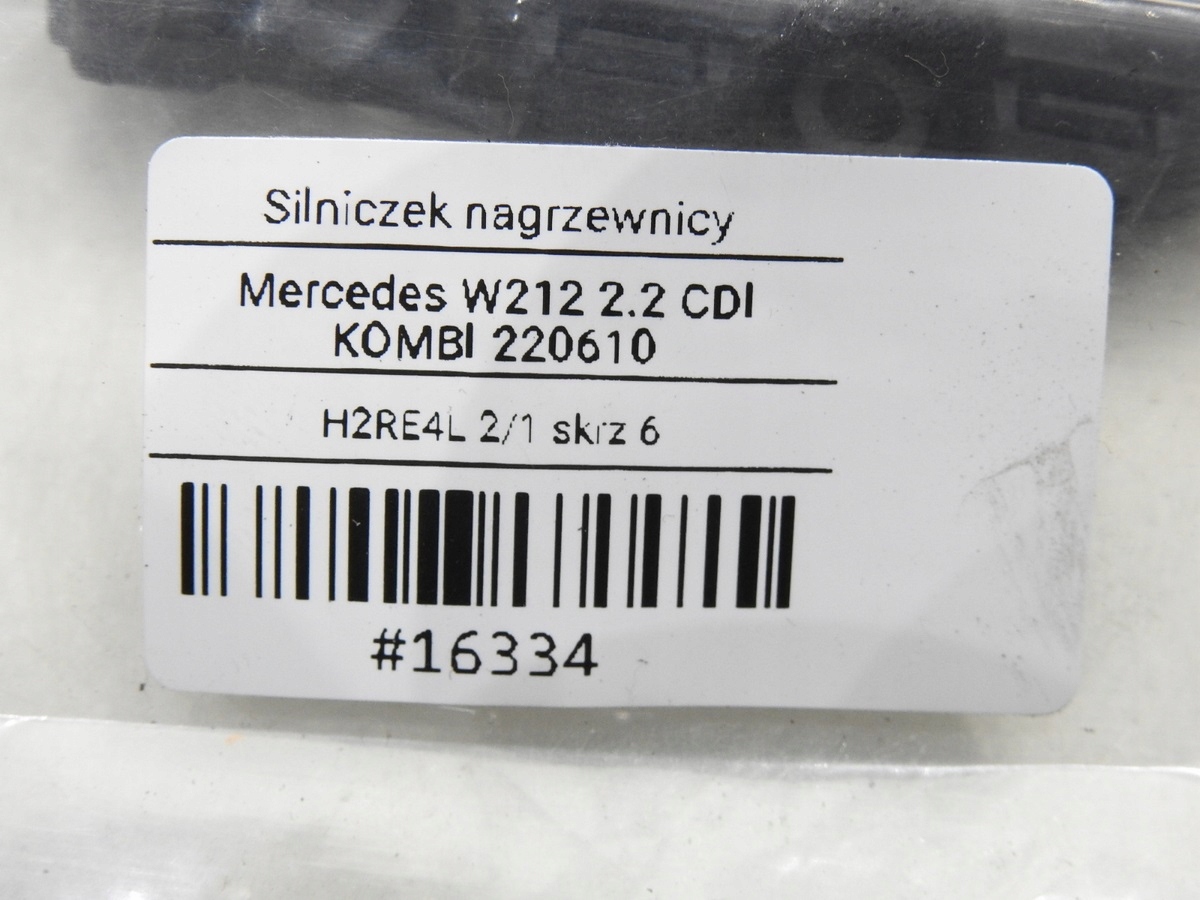 Silniczek nagrzewnicy
Mercedes W212 2.2 CDI
KOMBI 220610
H2RE4L 2/1 skrz 6
#16334